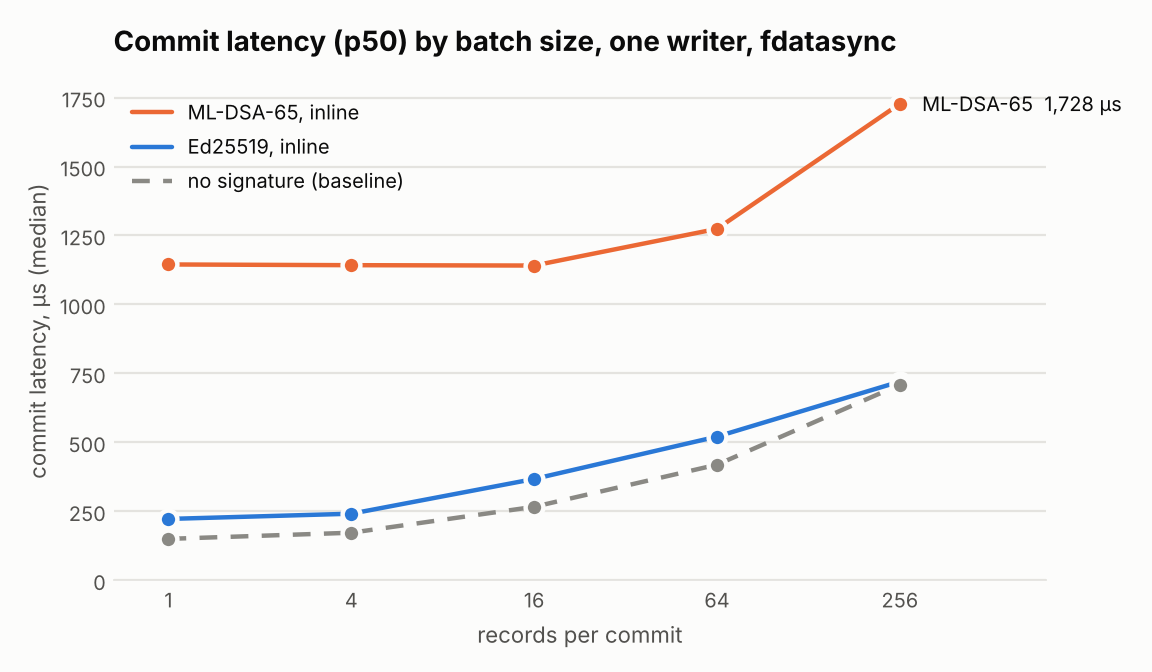 Commit latency (p50) by batch size, one writer, fdatasync
ML-DSA-65, inline
Ed25519, inline
no signature (baseline)
ML-DSA-65  1,728 µs
commit latency, µs (median)
1750
1500
1250
1000
750
500
250
0
1
4
16
64
256
records per commit